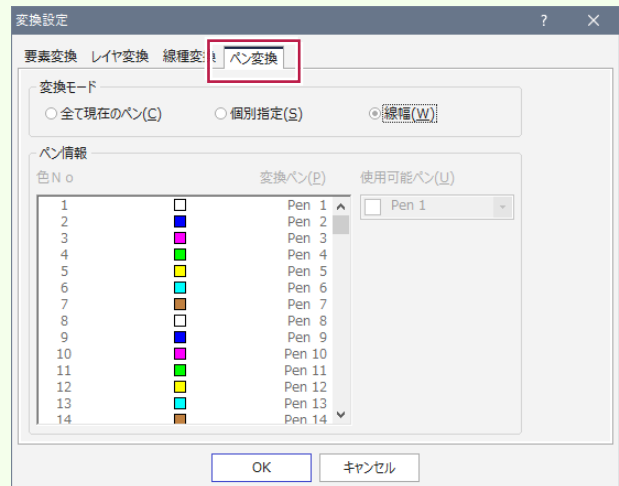 変換設定 ? ×
要素変換 レイヤ変換 線種変 ペン変換
変換モード
全て現在のペン(C) 個別指定(S) 線幅(W)
ペン情報
色No 変換ペン(P) 使用可能ペン(U)
1 Pen 1 Pen 1
2 Pen 2
3 Pen 3
4 Pen 4
5 Pen 5
6 Pen 6
7 Pen 7
8 Pen 8
9 Pen 9
10 Pen 10
11 Pen 11
12 Pen 12
13 Pen 13
14 Pen 14
OK キャンセル